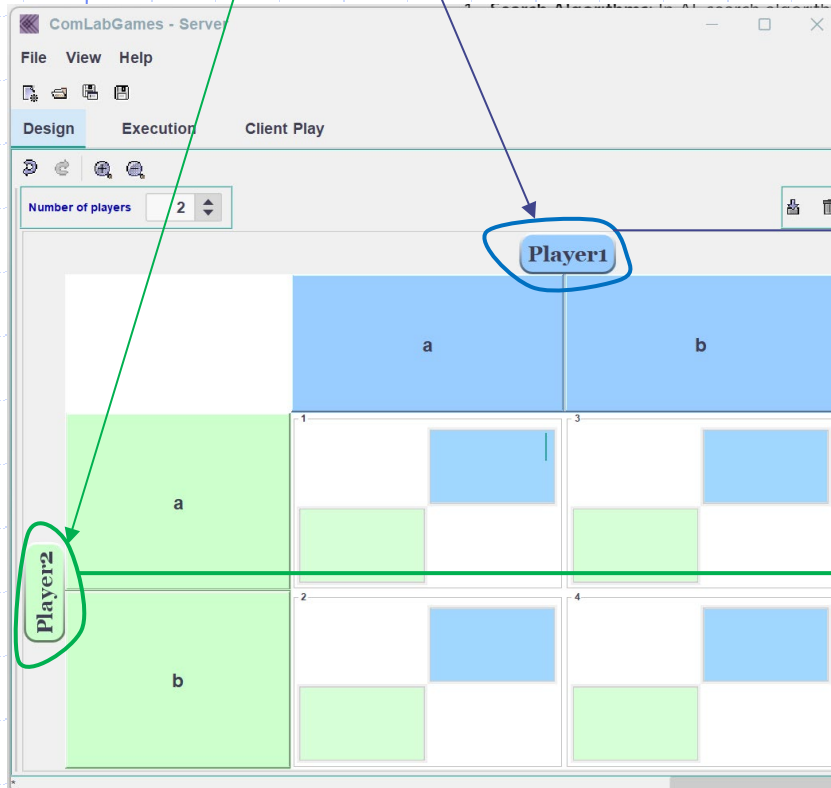 ComLabGames - Server
File View Help
Design Execution Client Play
Number of players 2
Player1
a b
1 3
a
Player2
2 4
b
*